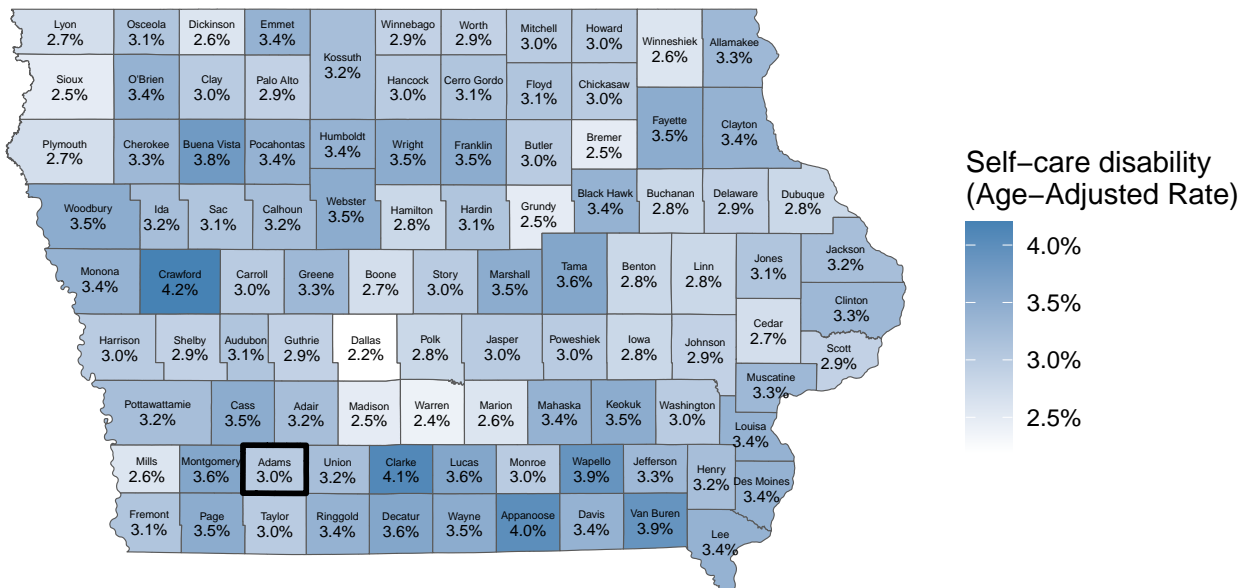 Lyon Osceola Dickinson Emmet Winnebago Worth Mitchell Howard
2.7% 3.1% 2.6% 3.4% 2.9% 2.9% 3.0% 3.0%
Kossuth Winneshiek Allamakee
3.2% 2.6% 3.3%
Sioux O'Brien Clay Palo Alto Hancock Cerro Gordo Floyd Chickasaw
2.5% 3.4% 3.0% 2.9% 3.0% 3.1% 3.1% 3.0%
Plymouth Cherokee Buena Vista Pocahontas Humboldt Wright Franklin Butler Bremer Fayette Clayton
2.7% 3.3% 3.8% 3.4% 3.4% 3.5% 3.5% 3.0% 2.5% 3.5% 3.4%
Woodbury Ida Sac Calhoun Webster Hamilton Hardin Grundy Black Hawk Buchanan Delaware Dubuque
3.5% 3.2% 3.1% 3.2% 3.5% 2.8% 3.1% 2.5% 3.4% 2.8% 2.9% 2.8%
Monona Crawford Carroll Greene Boone Story Marshall Tama Benton Linn Jones Jackson
3.4% 4.2% 3.0% 3.3% 2.7% 3.0% 3.5% 3.6% 2.8% 2.8% 3.1% 3.2%
Clinton
3.3%
Harrison Shelby Audubon Guthrie Dallas Polk Jasper Poweshiek Iowa Johnson Cedar Scott
3.0% 2.9% 3.1% 2.9% 2.2% 2.8% 3.0% 3.0% 2.8% 2.9% 2.7% 2.9%
Muscatine
3.3%
Pottawattamie Cass Adair Madison Warren Marion Mahaska Keokuk Washington Louisa
3.2% 3.5% 3.2% 2.5% 2.4% 2.6% 3.4% 3.5% 3.0% 3.4%
Mills Montgomery Adams Union Clarke Lucas Monroe Wapello Jefferson Henry Des Moines
2.6% 3.6% 3.0% 3.2% 4.1% 3.6% 3.0% 3.9% 3.3% 3.2% 3.4%
Fremont Page Taylor Ringgold Decatur Wayne Appanoose Davis Van Buren Lee
3.1% 3.5% 3.0% 3.4% 3.6% 3.5% 4.0% 3.4% 3.9% 3.4%
Self−care disability
(Age−Adjusted Rate)
4.0%
3.5%
3.0%
2.5%